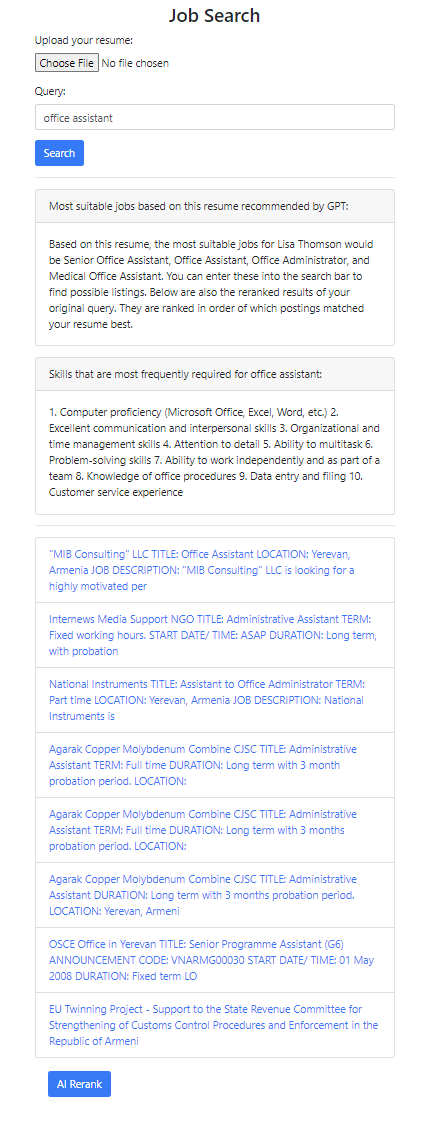 Job Search
Upload your resume:
Choose File No file chosen
Query:
office assistant
Search
Most suitable jobs based on this resume recommended by GPT:
Based on this resume, the most suitable jobs for Lisa Thomson would
be Senior Office Assistant, Office Assistant, Office Administrator, and
Medical Office Assistant. You can enter these into the search bar to
find possible listings. Below are also the reranked results of your
original query. They are ranked in order of which postings matched
your resume best.
Skills that are most frequently required for office assistant:
1. Computer proficiency (Microsoft Office, Excel, Word, etc.) 2.
Excellent communication and interpersonal skills 3. Organizational and
time management skills 4. Attention to detail 5. Ability to multitask 6.
Problem-solving skills 7. Ability to work independently and as part of a
team 8. Knowledge of office procedures 9. Data entry and filing 10.
Customer service experience
"MIB Consulting" LLC TITLE: Office Assistant LOCATION: Yerevan,
Armenia JOB DESCRIPTION: "MIB Consulting" LLC is looking for a
highly motivated per
Internews Media Support NGO TITLE: Administrative Assistant TERM:
Fixed working hours. START DATE/ TIME: ASAP DURATION: Long term,
with probation
National Instruments TITLE: Assistant to Office Administrator TERM:
Part time LOCATION: Yerevan, Armenia JOB DESCRIPTION: National
Instruments is
Agarak Copper Molybdenum Combine CJSC TITLE: Administrative
Assistant TERM: Full time DURATION: Long term with 3 month
probation period. LOCATION:
Agarak Copper Molybdenum Combine CJSC TITLE: Administrative
Assistant TERM: Full time DURATION: Long term with 3 months
probation period. LOCATION:
Agarak Copper Molybdenum Combine CJSC TITLE: Administrative
Assistant DURATION: Long term with 3 months probation period.
LOCATION: Yerevan, Armeni
OSCE Office in Yerevan TITLE: Senior Programme Assistant (G6)
ANNOUNCEMENT CODE: VNARMG00030 START DATE/ TIME: 01 May
2008 DURATION: Fixed term LO
EU Twinning Project - Support to the State Revenue Committee for
Strengthening of Customs Control Procedures and Enforcement in the
Republic of Armeni
AI Rerank